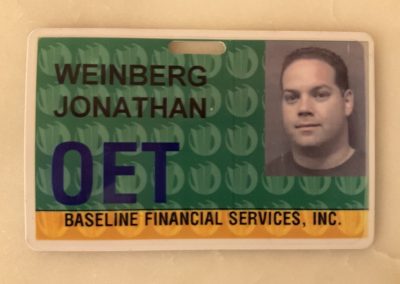 WEINBERG
JONATHAN
OET
BASELINE FINANCIAL SERVICES, INC.